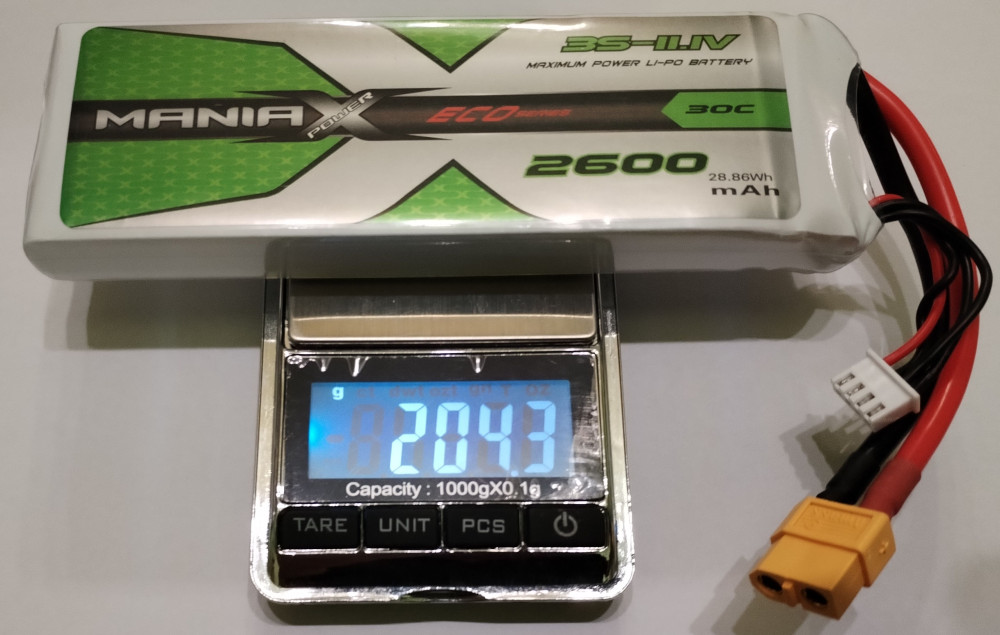 3S-11.1V
MAXIMUM POWER LI-PO BATTERY
MANIAX
POWER
ECO SERIES
30C
2600
28.86Wh
mAh
g
204.3
Capacity : 1000gX0.1g
TARE UNIT PCS